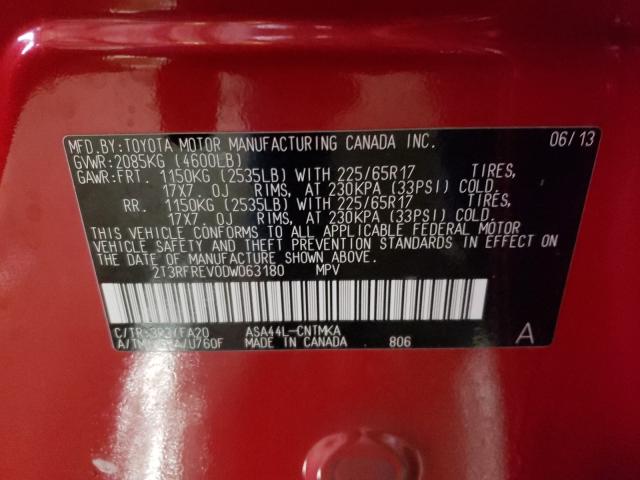 MFD.BY:TOYOTA MOTOR MANUFACTURING CANADA INC. 06/13
GVWR:2085KG (4600LB)
GAWR:FRT. 1150KG (2535LB) WITH 225/65R17 TIRES,
17X7.0J RIMS, AT 230KPA (33PSI) COLD.
RR. 1150KG (2535LB) WITH 225/65R17 TIRES,
17X7.0J RIMS, AT 230KPA (33PSI) COLD.
THIS VEHICLE CONFORMS TO ALL APPLICABLE FEDERAL MOTOR
VEHICLE SAFETY AND THEFT PREVENTION STANDARDS IN EFFECT ON
THE DATE OF MANUFACTURE SHOWN ABOVE.
2T3RFREV0DW063180 MPV
ASA44L-CNTMKA
MADE IN CANADA 806 A